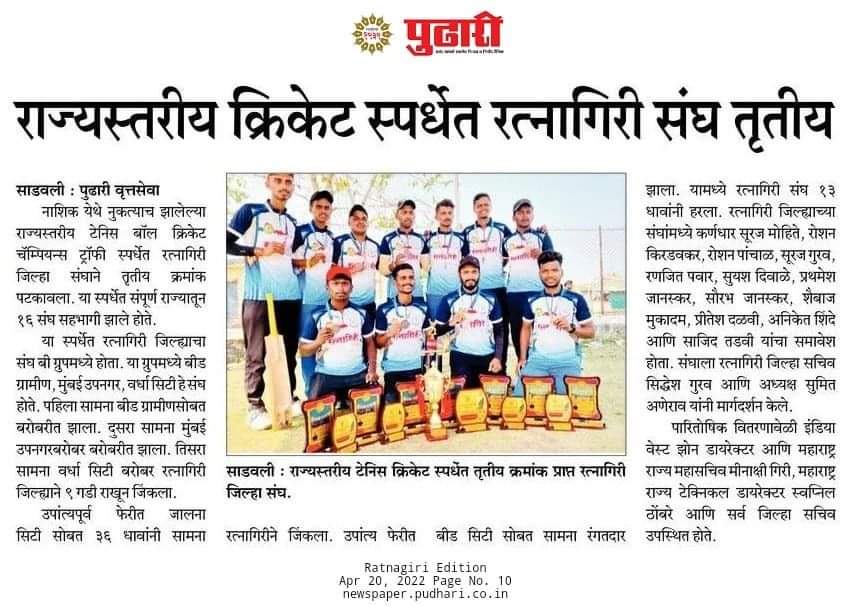 पुढारी
राज्यस्तरीय क्रिकेट स्पर्धेत रत्नागिरी संघ तृतीय
साडवली : पुढारी वृत्तसेवा
नाशिक येथे नुकत्याच झालेल्या
राज्यस्तरीय टेनिस बॉल क्रिकेट
चॅम्पियन्स ट्रॉफी स्पर्धेत रत्नागिरी
जिल्हा संघाने तृतीय क्रमांक
पटकावला. या स्पर्धेत संपूर्ण राज्यातून
१६ संघ सहभागी झाले होते.
या स्पर्धेत रत्नागिरी जिल्ह्याचा
संघ बी ग्रुपमध्ये होता. या ग्रुपमध्ये बीड
ग्रामीण, मुंबई उपनगर, वर्धा सिटी हे संघ
होते. पहिला सामना बीड ग्रामीणसोबत
बरोबरीत झाला. दुसरा सामना मुंबई
उपनगरबरोबर बरोबरीत झाला. तिसरा
सामना वर्धा सिटी बरोबर रत्नागिरी
जिल्ह्याने ९ गडी राखून जिंकला.
उपांत्यपूर्व फेरीत जालना
सिटी सोबत ३६ धावांनी सामना
साडवली : राज्यस्तरीय टेनिस क्रिकेट स्पर्धेत तृतीय क्रमांक प्राप्त रत्नागिरी
जिल्हा संघ.
रत्नागिरीने जिंकला. उपांत्य फेरीत बीड सिटी सोबत सामना रंगतदार
झाला. यामध्ये रत्नागिरी संघ १३
धावांनी हरला. रत्नागिरी जिल्ह्याच्या
संघांमध्ये कर्णधार सूरज मोहिते, रोशन
किरडवकर, रोशन पांचाळ, सूरज गुरव,
रणजित पवार, सुयश दिवाळे, प्रथमेश
जानस्कर, सौरभ जानस्कर, शैबाज
मुकादम, प्रीतेश दळवी, अनिकेत शिंदे
आणि साजिद तडवी यांचा समावेश
होता. संघाला रत्नागिरी जिल्हा सचिव
सिद्धेश गुरव आणि अध्यक्ष सुमित
अणेराव यांनी मार्गदर्शन केले.
पारितोषिक वितरणावेळी इंडिया
वेस्ट झोन डायरेक्टर आणि महाराष्ट्र
राज्य महासचिव मीनाक्षी गिरी, महाराष्ट्र
राज्य टेक्निकल डायरेक्टर स्वप्निल
ठोंबरे आणि सर्व जिल्हा सचिव
उपस्थित होते.
Ratnagiri Edition
Apr 20, 2022 Page No. 10
newspaper.pudhari.co.in